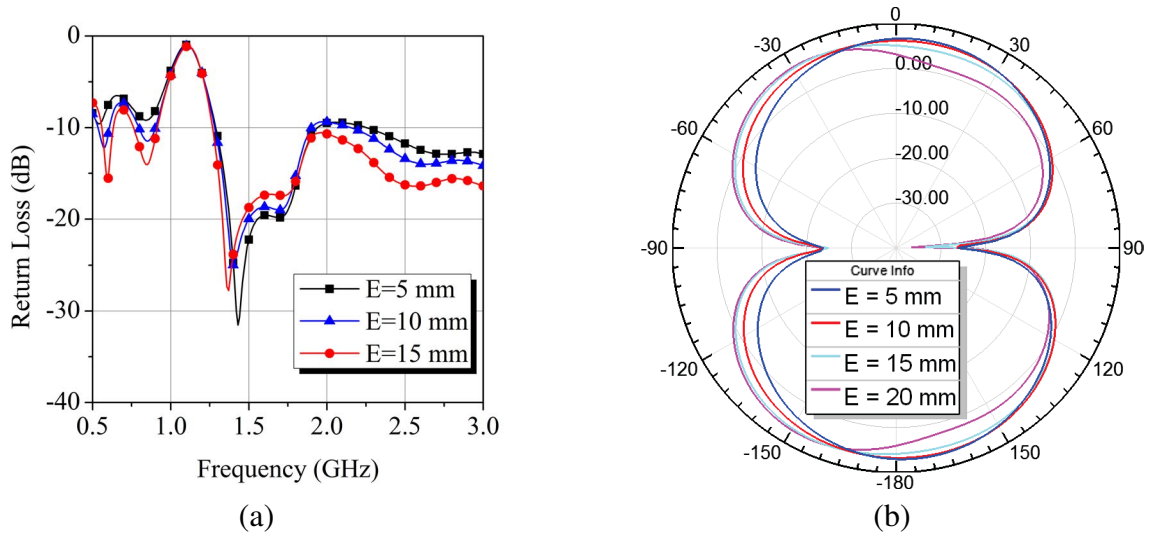 0
-10
-20
-30
-40
Return Loss (dB)
0.5 1.0 1.5 2.0 2.5 3.0
Frequency (GHz)
E=5 mm
E=10 mm
E=15 mm
(a)
0
30
60
90
120
150
-180
-150
-120
-90
-60
-30
0.00
-10.00
-20.00
-30.00
Curve Info
E = 5 mm
E = 10 mm
E = 15 mm
E = 20 mm
(b)